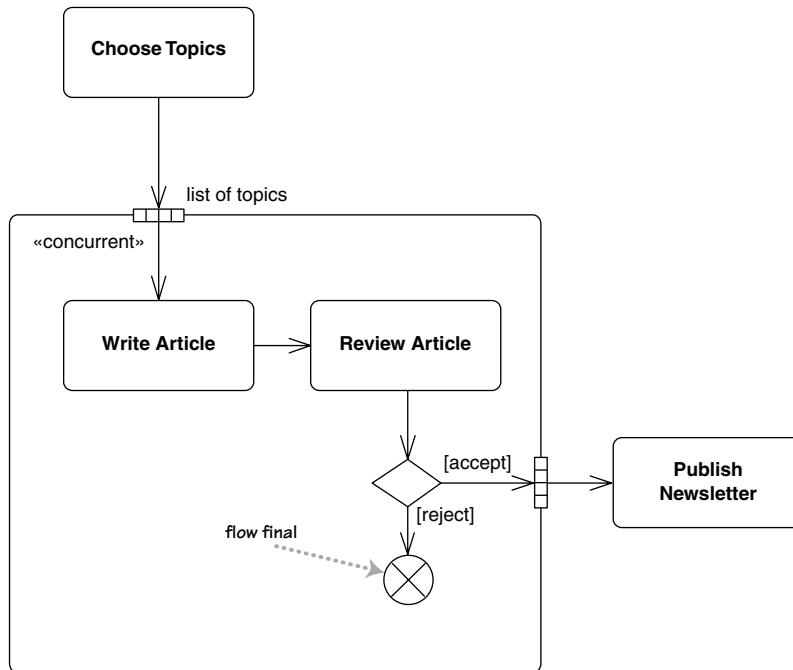 Choose Topics
list of topics
«concurrent»
Write Article
Review Article
[accept]
Publish
Newsletter
[reject]
flow final